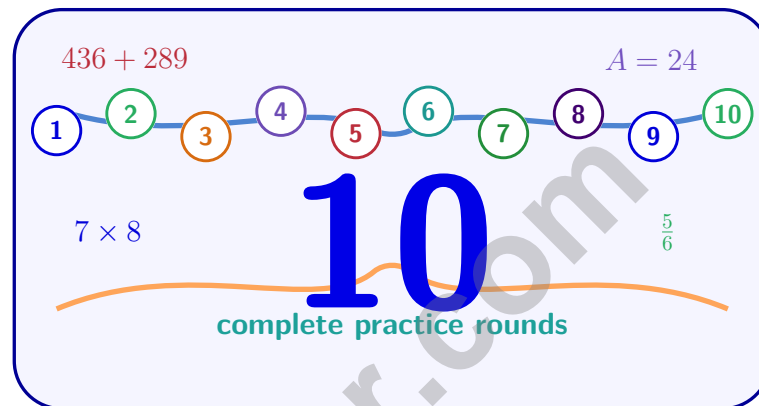 436 + 289
A = 24
1 2 3 4 5 6 7 8 9 10
10
7 × 8
5/6
complete practice rounds
r.com